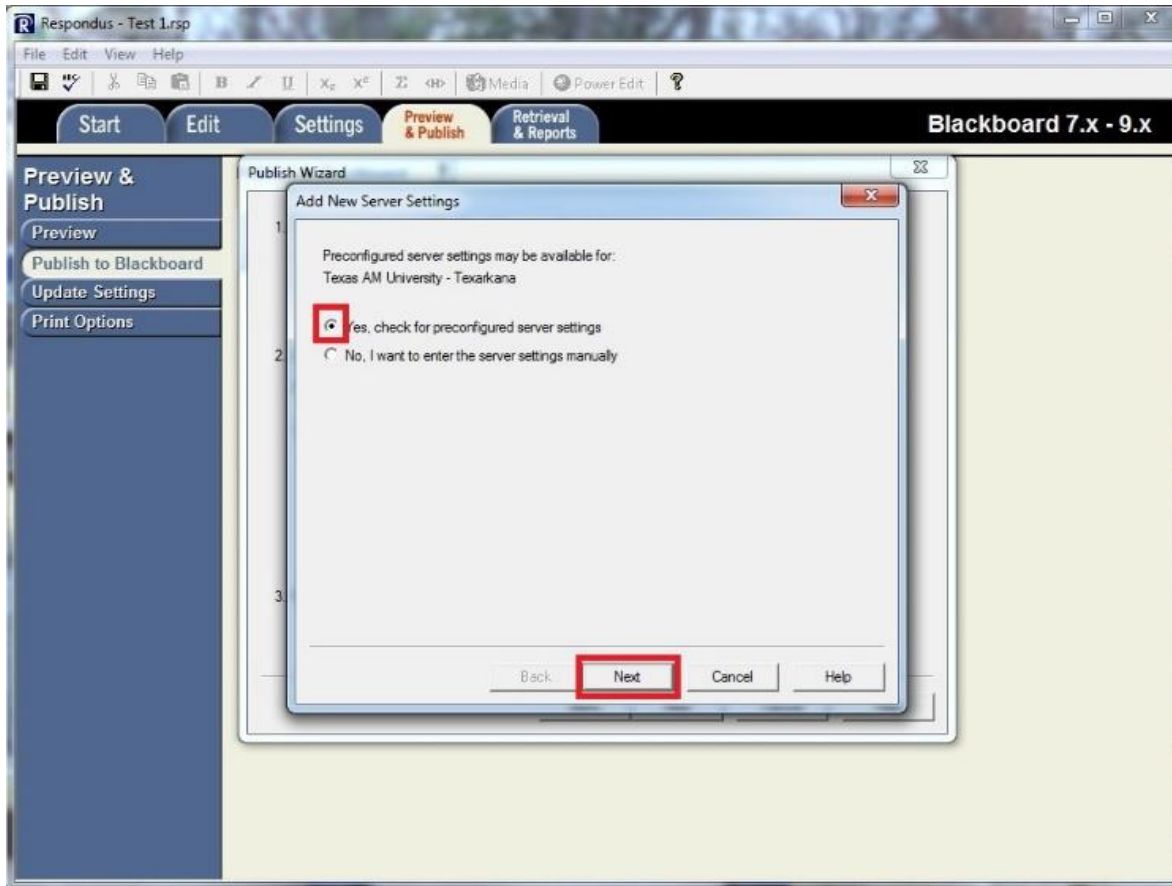 Respondus - Test 1.rsp
File Edit View Help
B I U Media Power Edit ?
Start Edit Settings Preview & Publish Retrieval & Reports Blackboard 7.x - 9.x
Preview & Publish
Preview
Publish to Blackboard
Update Settings
Print Options
Publish Wizard
Add New Server Settings
1.
Preconfigured server settings may be available for:
Texas AM University - Texarkana
Yes, check for preconfigured server settings
2
No, I want to enter the server settings manually
3.
Back Next Cancel Help